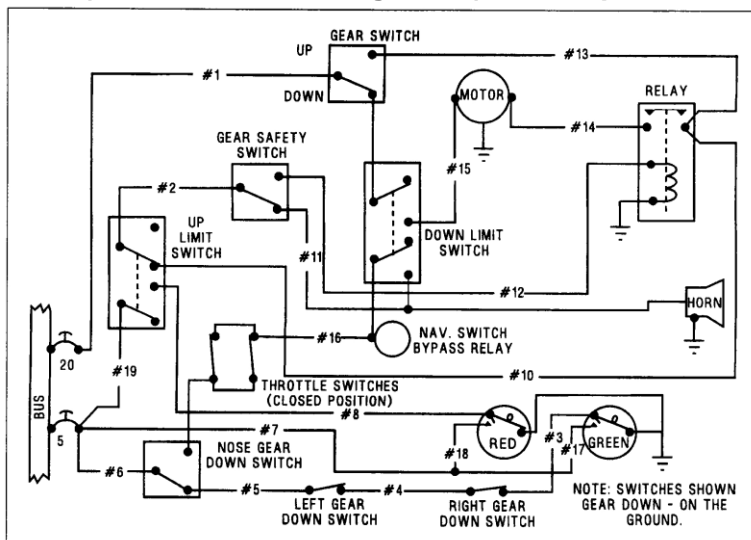 GEAR SWITCH
UP
#13
#1
DOWN
MOTOR
RELAY
#14
GEAR SAFETY
SWITCH
#15
#2
UP
LIMIT
SWITCH
DOWN LIMIT
SWITCH
#11
#12
HORN
#16
NAV. SWITCH
BYPASS RELAY
20
#19
#10
THROTTLE SWITCHES
(CLOSED POSITION)
BUS
5
#8
#7
RED
#3
GREEN
#18
#17
NOSE GEAR
DOWN SWITCH
#6
#5
#4
LEFT GEAR
DOWN SWITCH
RIGHT GEAR
DOWN SWITCH
NOTE: SWITCHES SHOWN
GEAR DOWN - ON THE
GROUND.